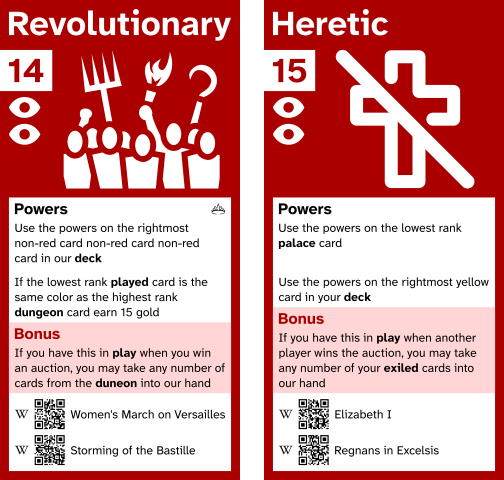 Revolutionary
14
Powers
Use the powers on the rightmost
non-red card non-red card non-red
card in our deck
If the lowest rank played card is the
same color as the highest rank
dungeon card earn 15 gold
Bonus
If you have this in play when you win
an auction, you may take any number of
cards from the duneon into our hand
W Women's March on Versailles
W Storming of the Bastille
Heretic
15
Powers
Use the powers on the lowest rank
palace card
Use the powers on the rightmost yellow
card in your deck
Bonus
If you have this in play when another
player wins the auction, you may take
any number of your exiled cards into
our hand
W Elizabeth I
W Regnans in Excelsis